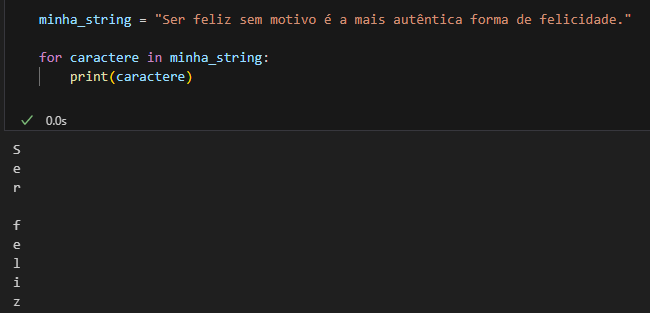 minha_string = "Ser feliz sem motivo é a mais autêntica forma de felicidade."
for caractere in minha_string:
print(caractere)
0.0s
S
e
r
f
e
l
i
z